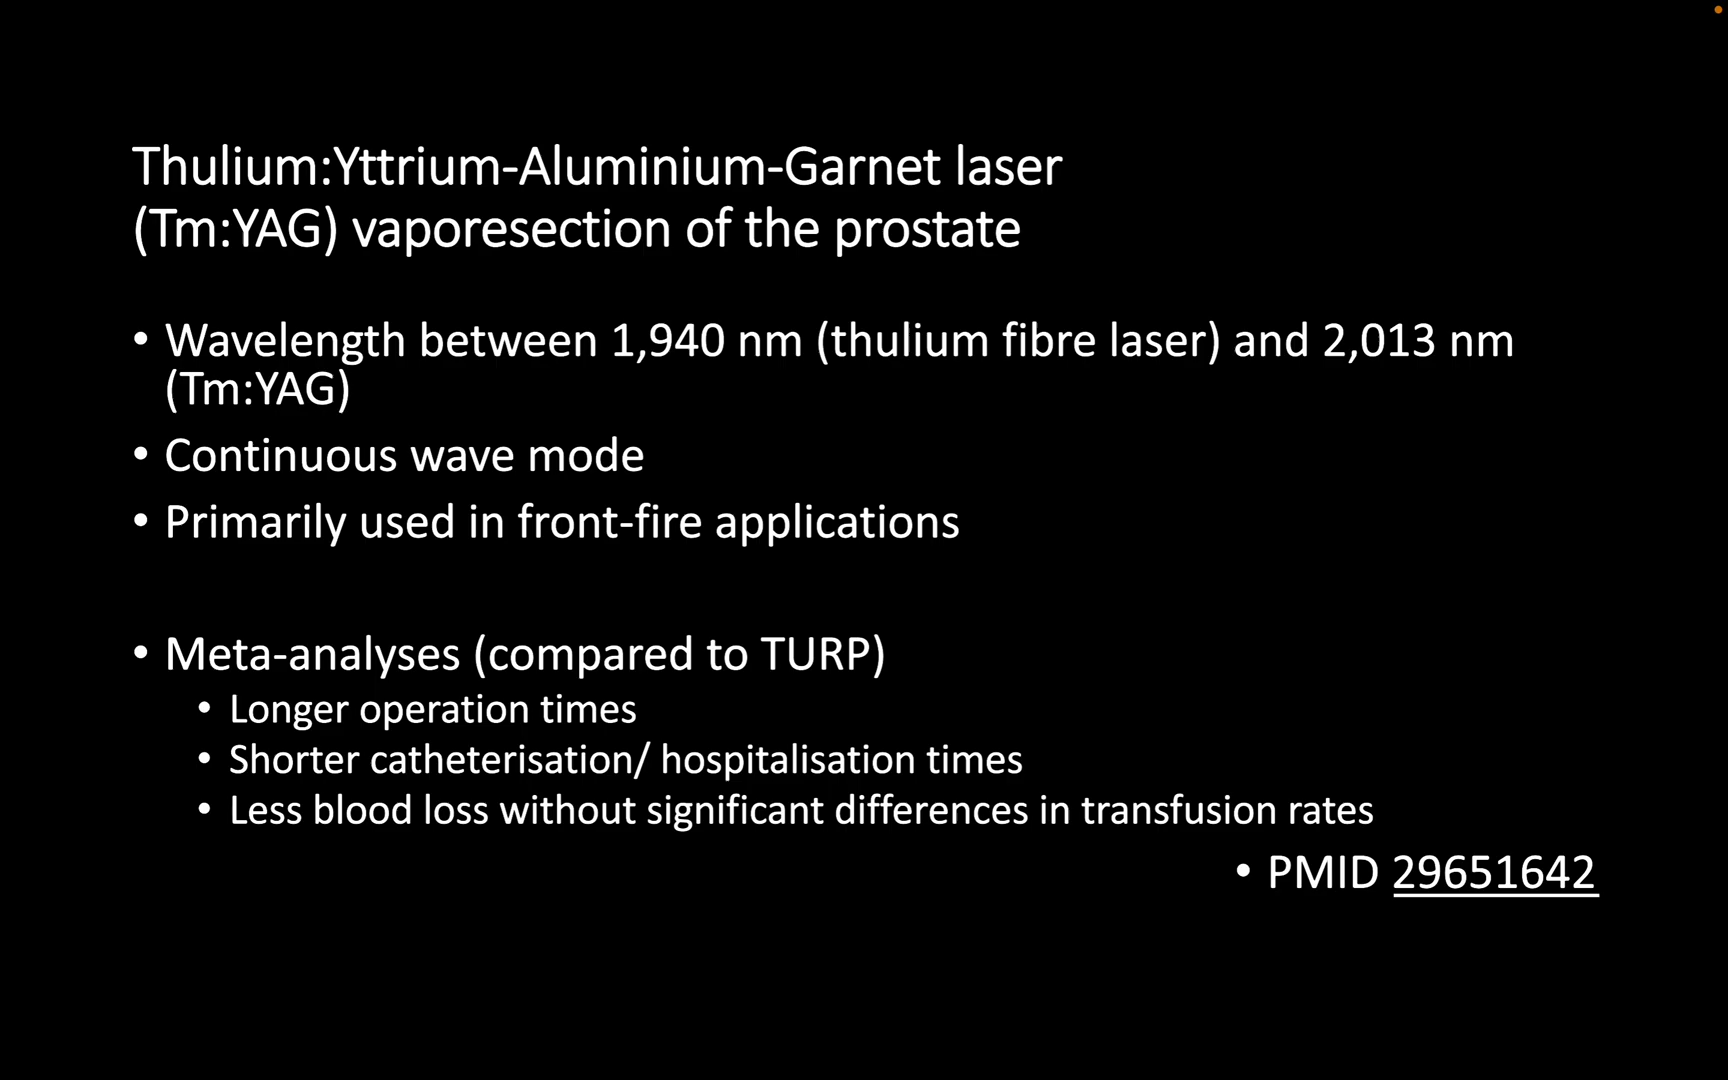 Thulium:Yttrium-Aluminium-Garnet laser
(Tm:YAG) vaporesection of the prostate
• Wavelength between 1,940 nm (thulium fibre laser) and 2,013 nm
(Tm:YAG)
• Continuous wave mode
• Primarily used in front-fire applications
• Meta-analyses (compared to TURP)
• Longer operation times
• Shorter catheterisation/ hospitalisation times
• Less blood loss without significant differences in transfusion rates
• PMID 29651642